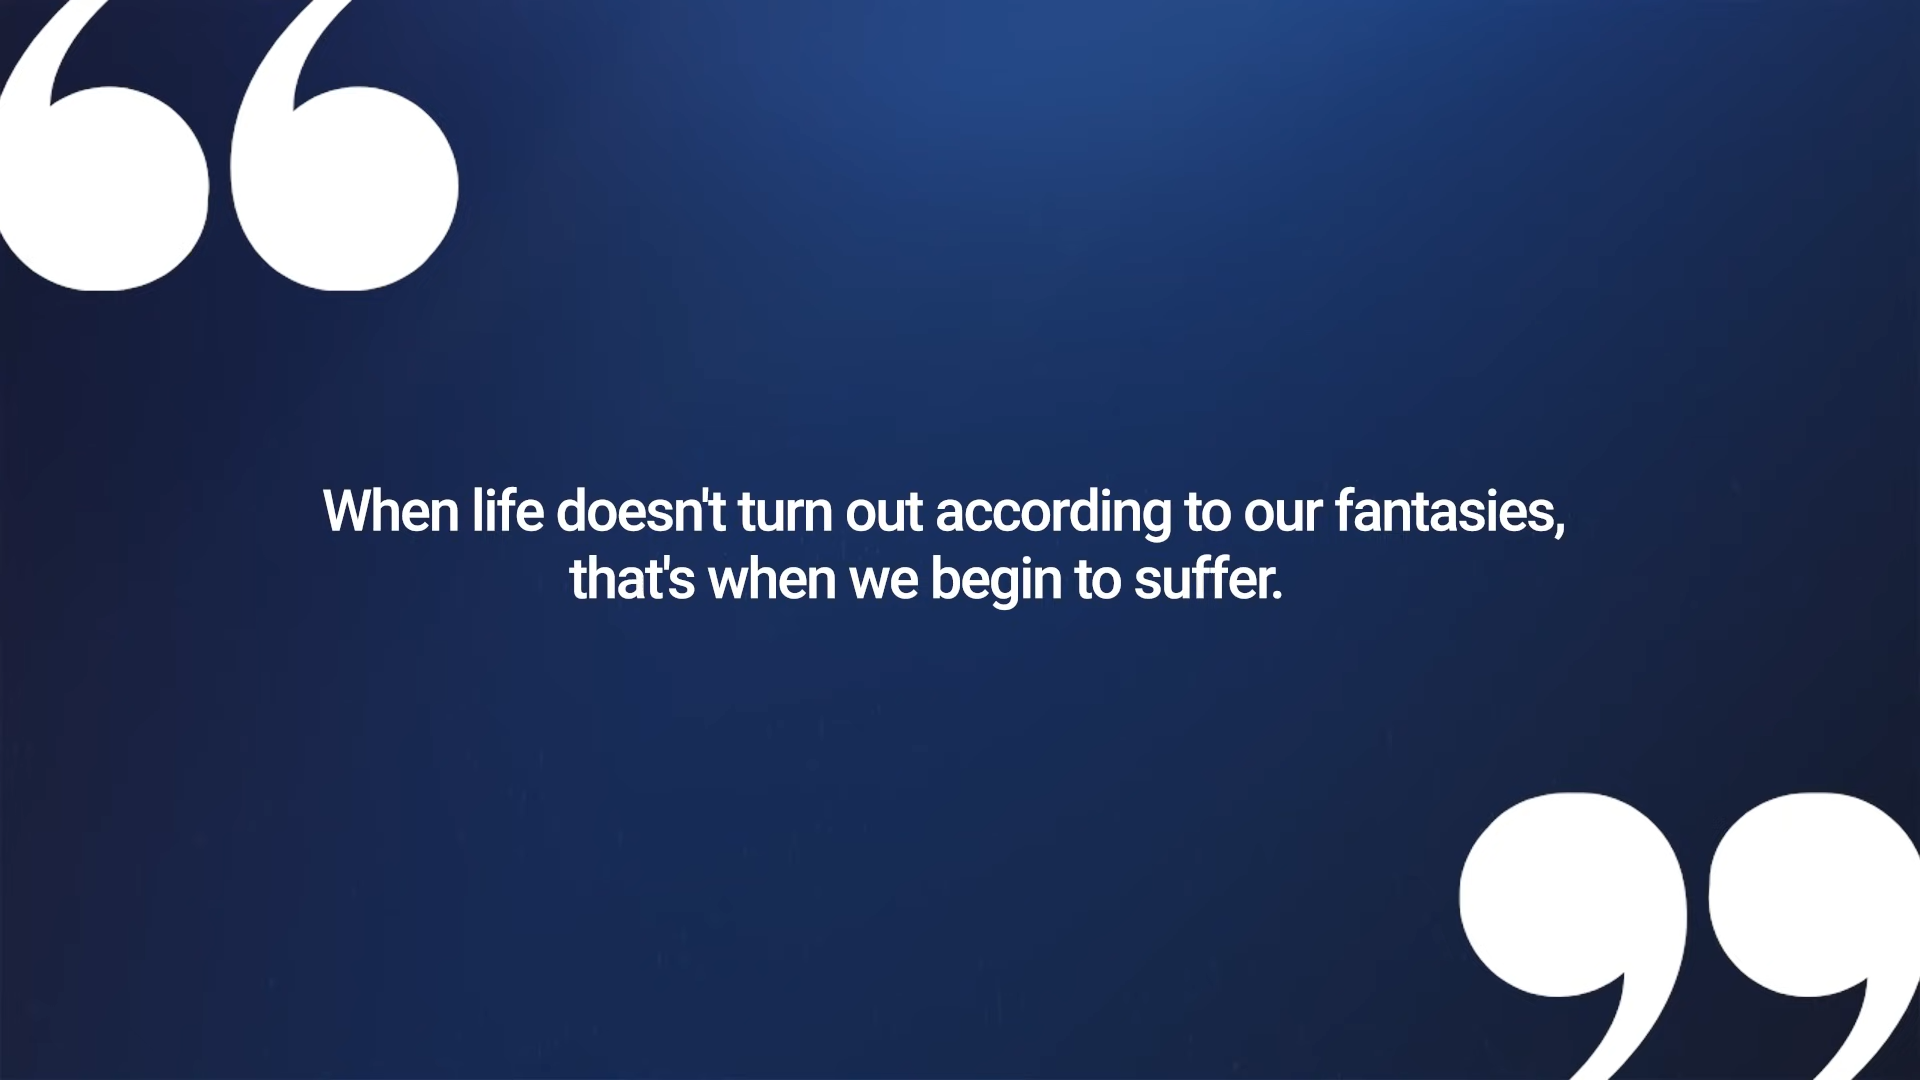 When life doesn't turn out according to our fantasies,
that's when we begin to suffer.